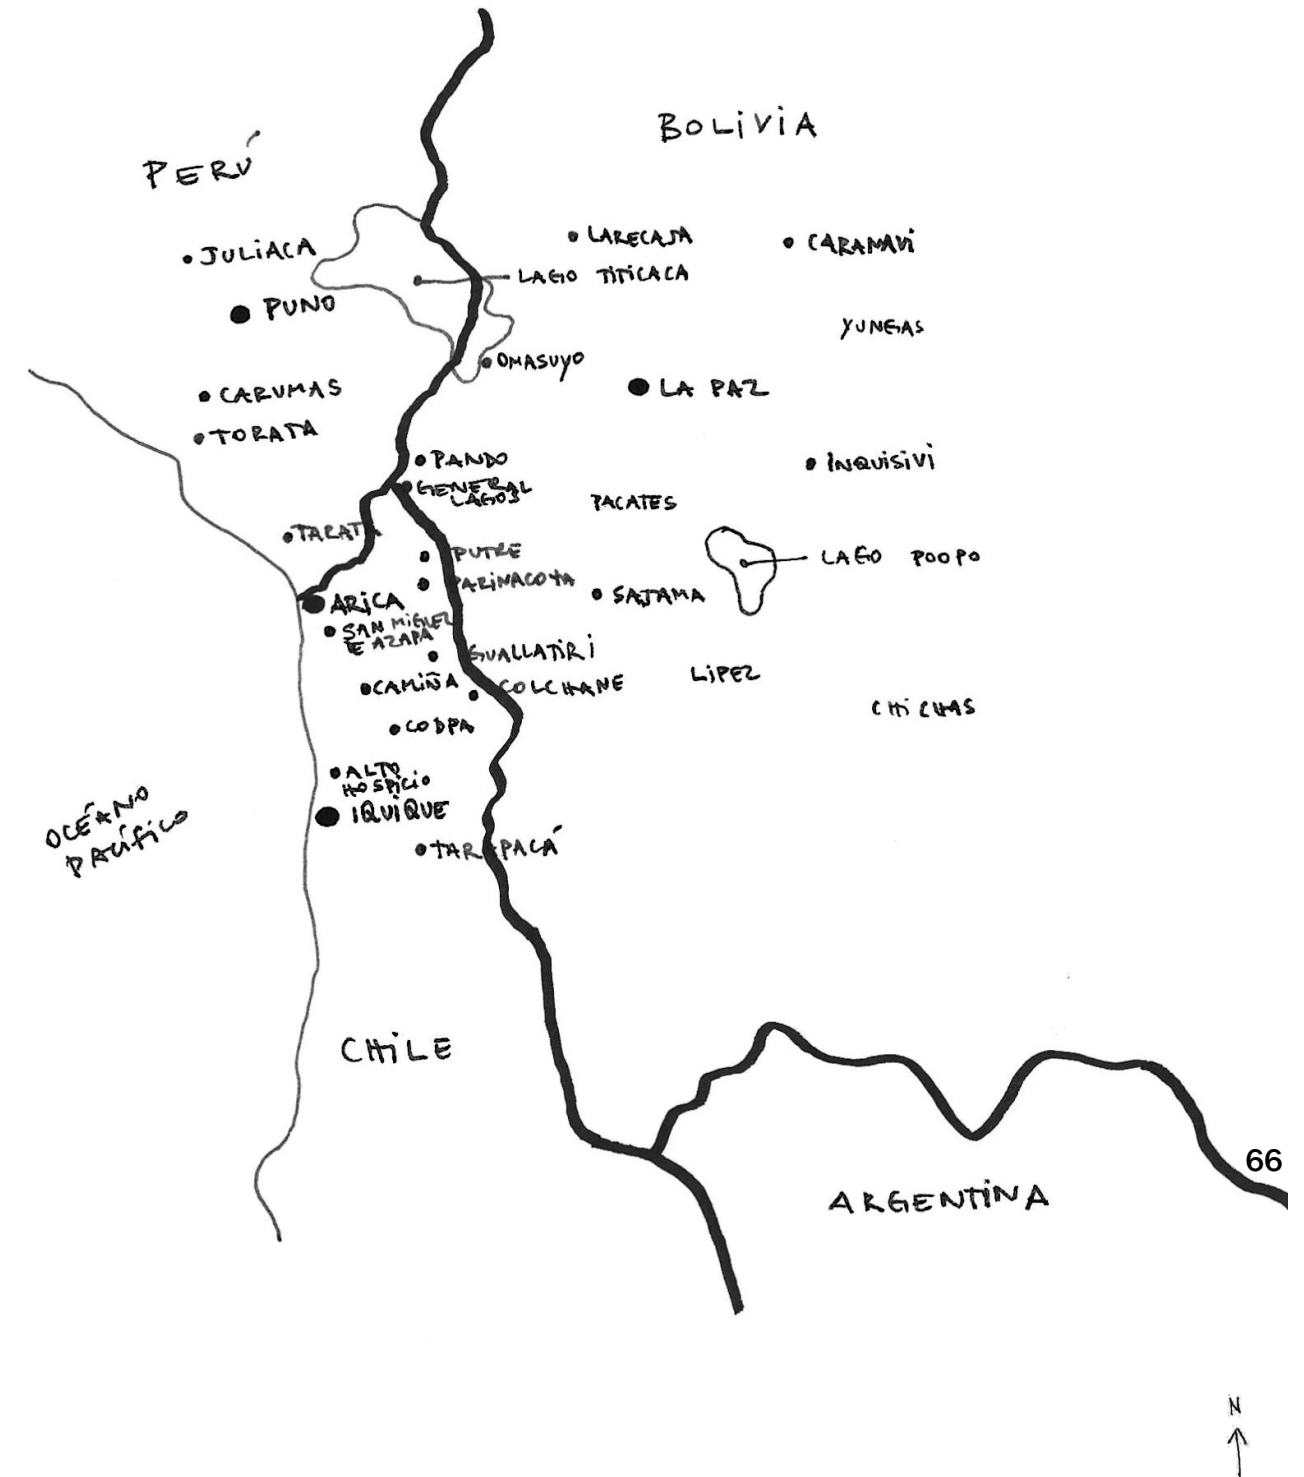 BOLIVIA
PERÚ
LARECAJA
CARANAVI
JULIACA
LAGO TITICACA
PUNO
YUNGAS
OMASUYO
LA PAZ
CARUMAS
TORATA
PANDO
INQUISIVI
GENERAL
LAGOS
PACATES
TARATA
PUTRE
LAGO POOPO
PARINACOTA
SAJAMA
ARICA
SAN MIGUEL
DE AZAPA
GUALLATIRI
LÍPEZ
CAMIÑA
COLCHANE
CHICHAS
CODPA
ALTO
HOSPICIO
OCÉANO
PACÍFICO
IQUIQUE
TARAPACÁ
CHILE
66
ARGENTINA
N